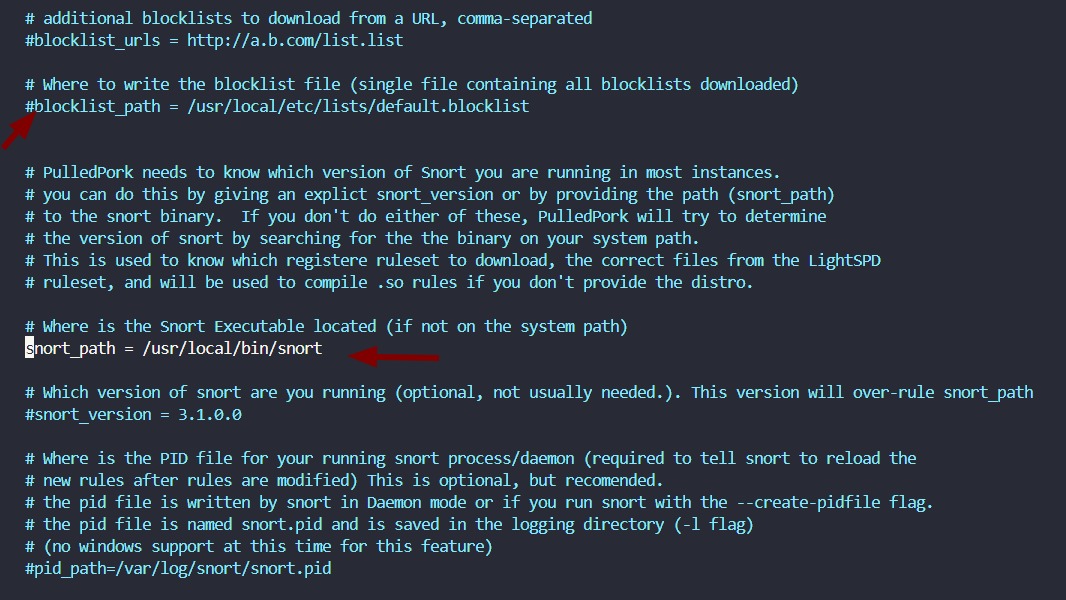 # additional blocklists to download from a URL, comma-separated
#blocklist_urls = http://a.b.com/list.list
# Where to write the blocklist file (single file containing all blocklists downloaded)
#blocklist_path = /usr/local/etc/lists/default.blocklist
# PulledPork needs to know which version of Snort you are running in most instances.
# you can do this by giving an explict snort_version or by providing the path (snort_path)
# to the snort binary.  If you don't do either of these, PulledPork will try to determine
# the version of snort by searching for the the binary on your system path.
# This is used to know which registere ruleset to download, the correct files from the LightSPD
# ruleset, and will be used to compile .so rules if you don't provide the distro.
# Where is the Snort Executable located (if not on the system path)
snort_path = /usr/local/bin/snort
# Which version of snort are you running (optional, not usually needed.). This version will over-rule snort_path
#snort_version = 3.1.0.0
# Where is the PID file for your running snort process/daemon (required to tell snort to reload the
# new rules after rules are modified) This is optional, but recomended.
# the pid file is written by snort in Daemon mode or if you run snort with the --create-pidfile flag.
# the pid file is named snort.pid and is saved in the logging directory (-l flag)
# (no windows support at this time for this feature)
#pid_path=/var/log/snort/snort.pid